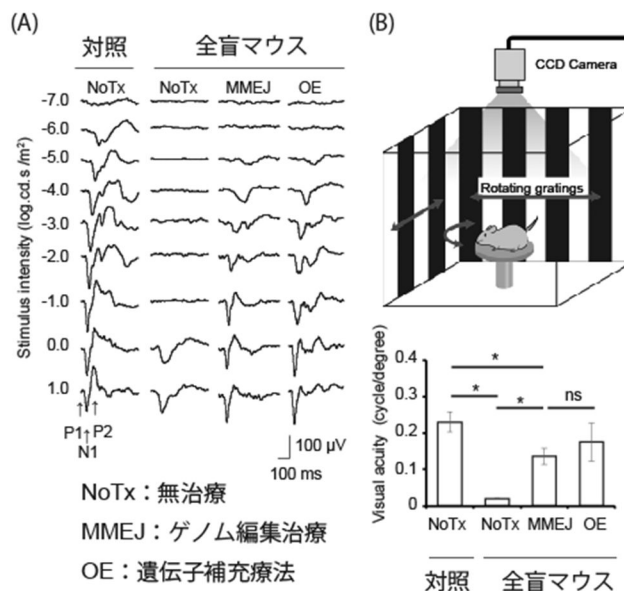 (A)
対照 全盲マウス
NoTx NoTx MMEJ OE
Stimulus intensity (log.cd.s /m²)
-7.0
-6.0
-5.0
-4.0
-3.0
-2.0
-1.0
0.0
1.0
P1 P2
N1
100 µV
100 ms
NoTx：無治療
MMEJ：ゲノム編集治療
OE：遺伝子補充療法
(B)
CCD Camera
Rotating gratings
Visual acuity (cycle/degree)
0.4
0.3
0.2
0.1
0
*
* * ns
NoTx NoTx MMEJ OE
対照 全盲マウス